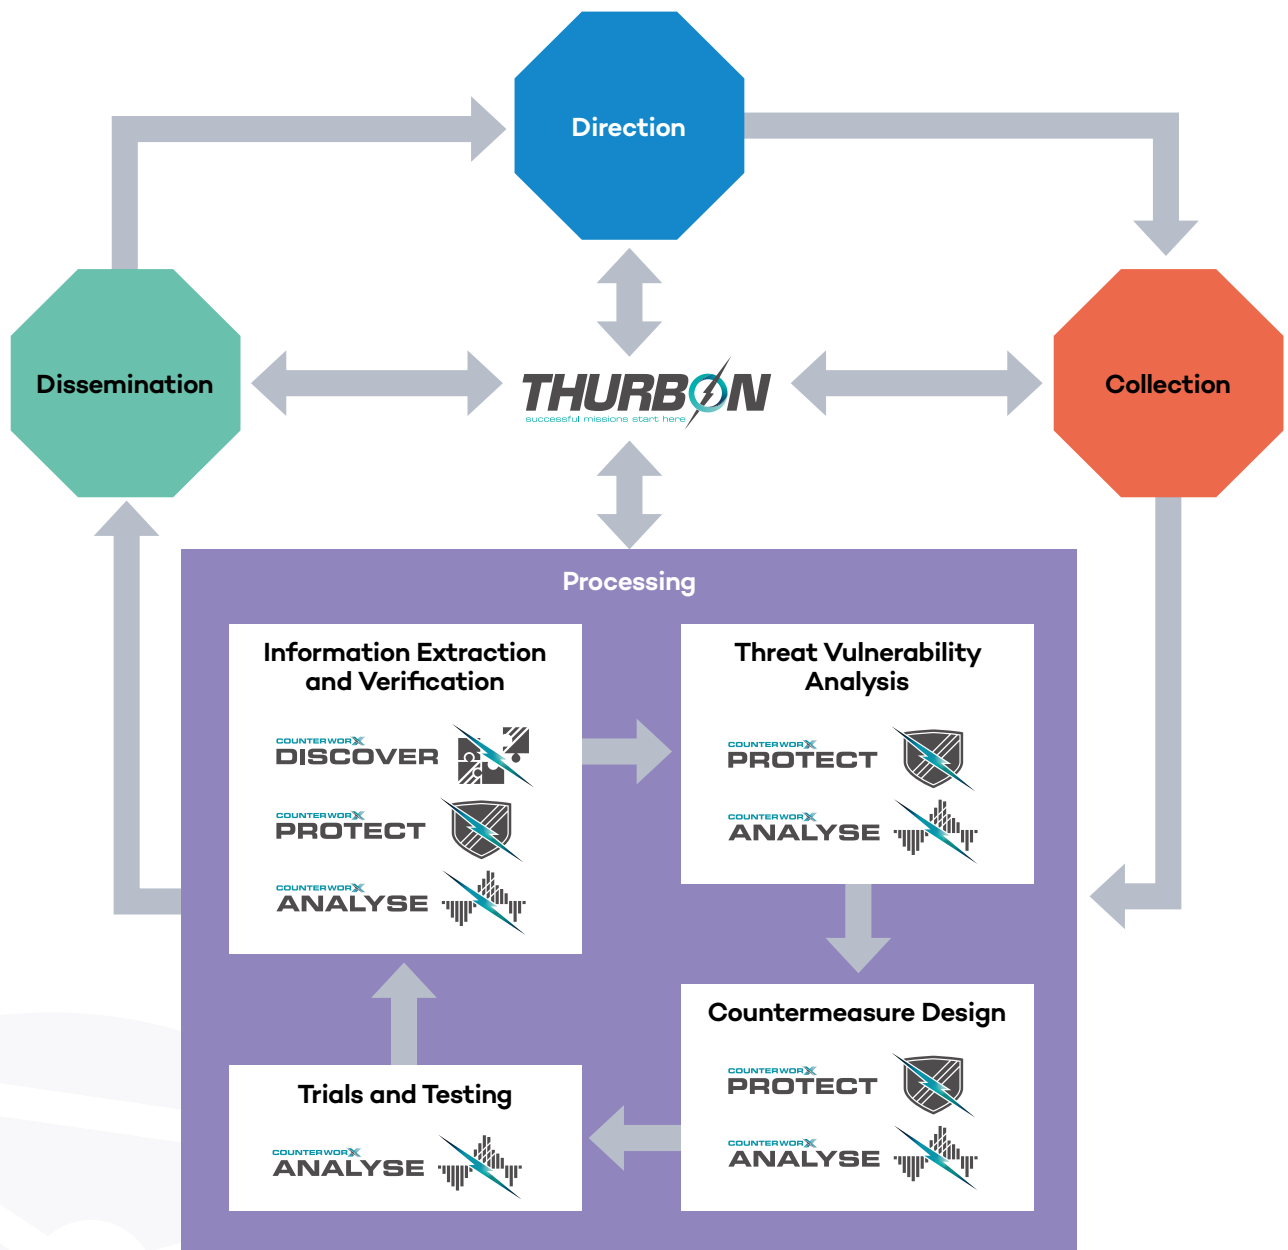 Direction
Dissemination
THURBON
successful missions start here
Collection
Processing
Information Extraction
and Verification
COUNTERWORX
DISCOVER
COUNTERWORX
PROTECT
COUNTERWORX
ANALYSE
Threat Vulnerability
Analysis
COUNTERWORX
PROTECT
COUNTERWORX
ANALYSE
Countermeasure Design
COUNTERWORX
PROTECT
COUNTERWORX
ANALYSE
Trials and Testing
COUNTERWORX
ANALYSE